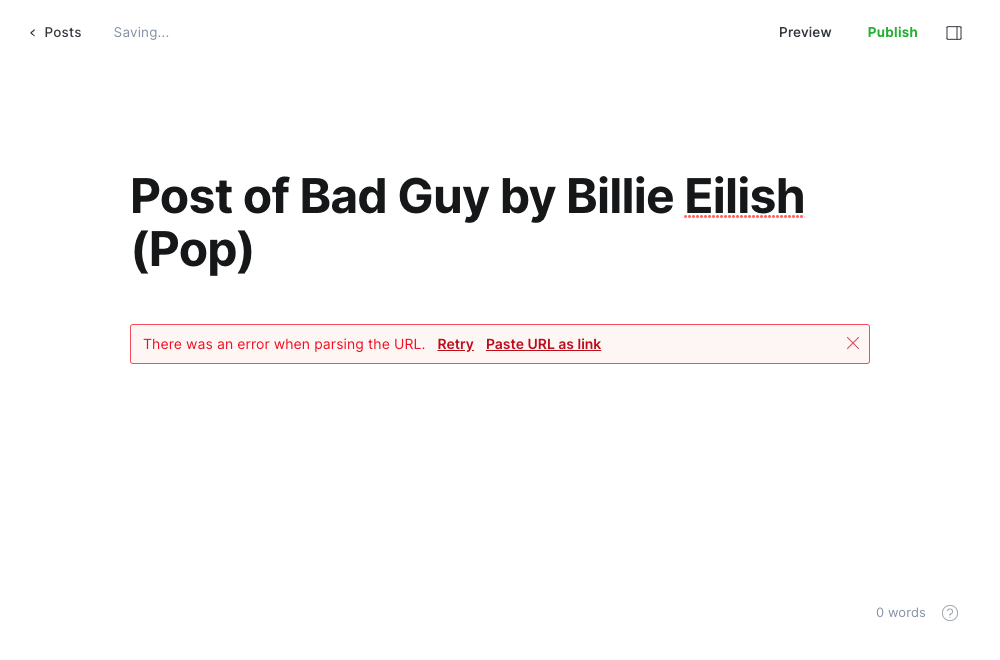 Posts Saving... Preview Publish
Post of Bad Guy by Billie Eilish
(Pop)
There was an error when parsing the URL. Retry Paste URL as link
0 words ?